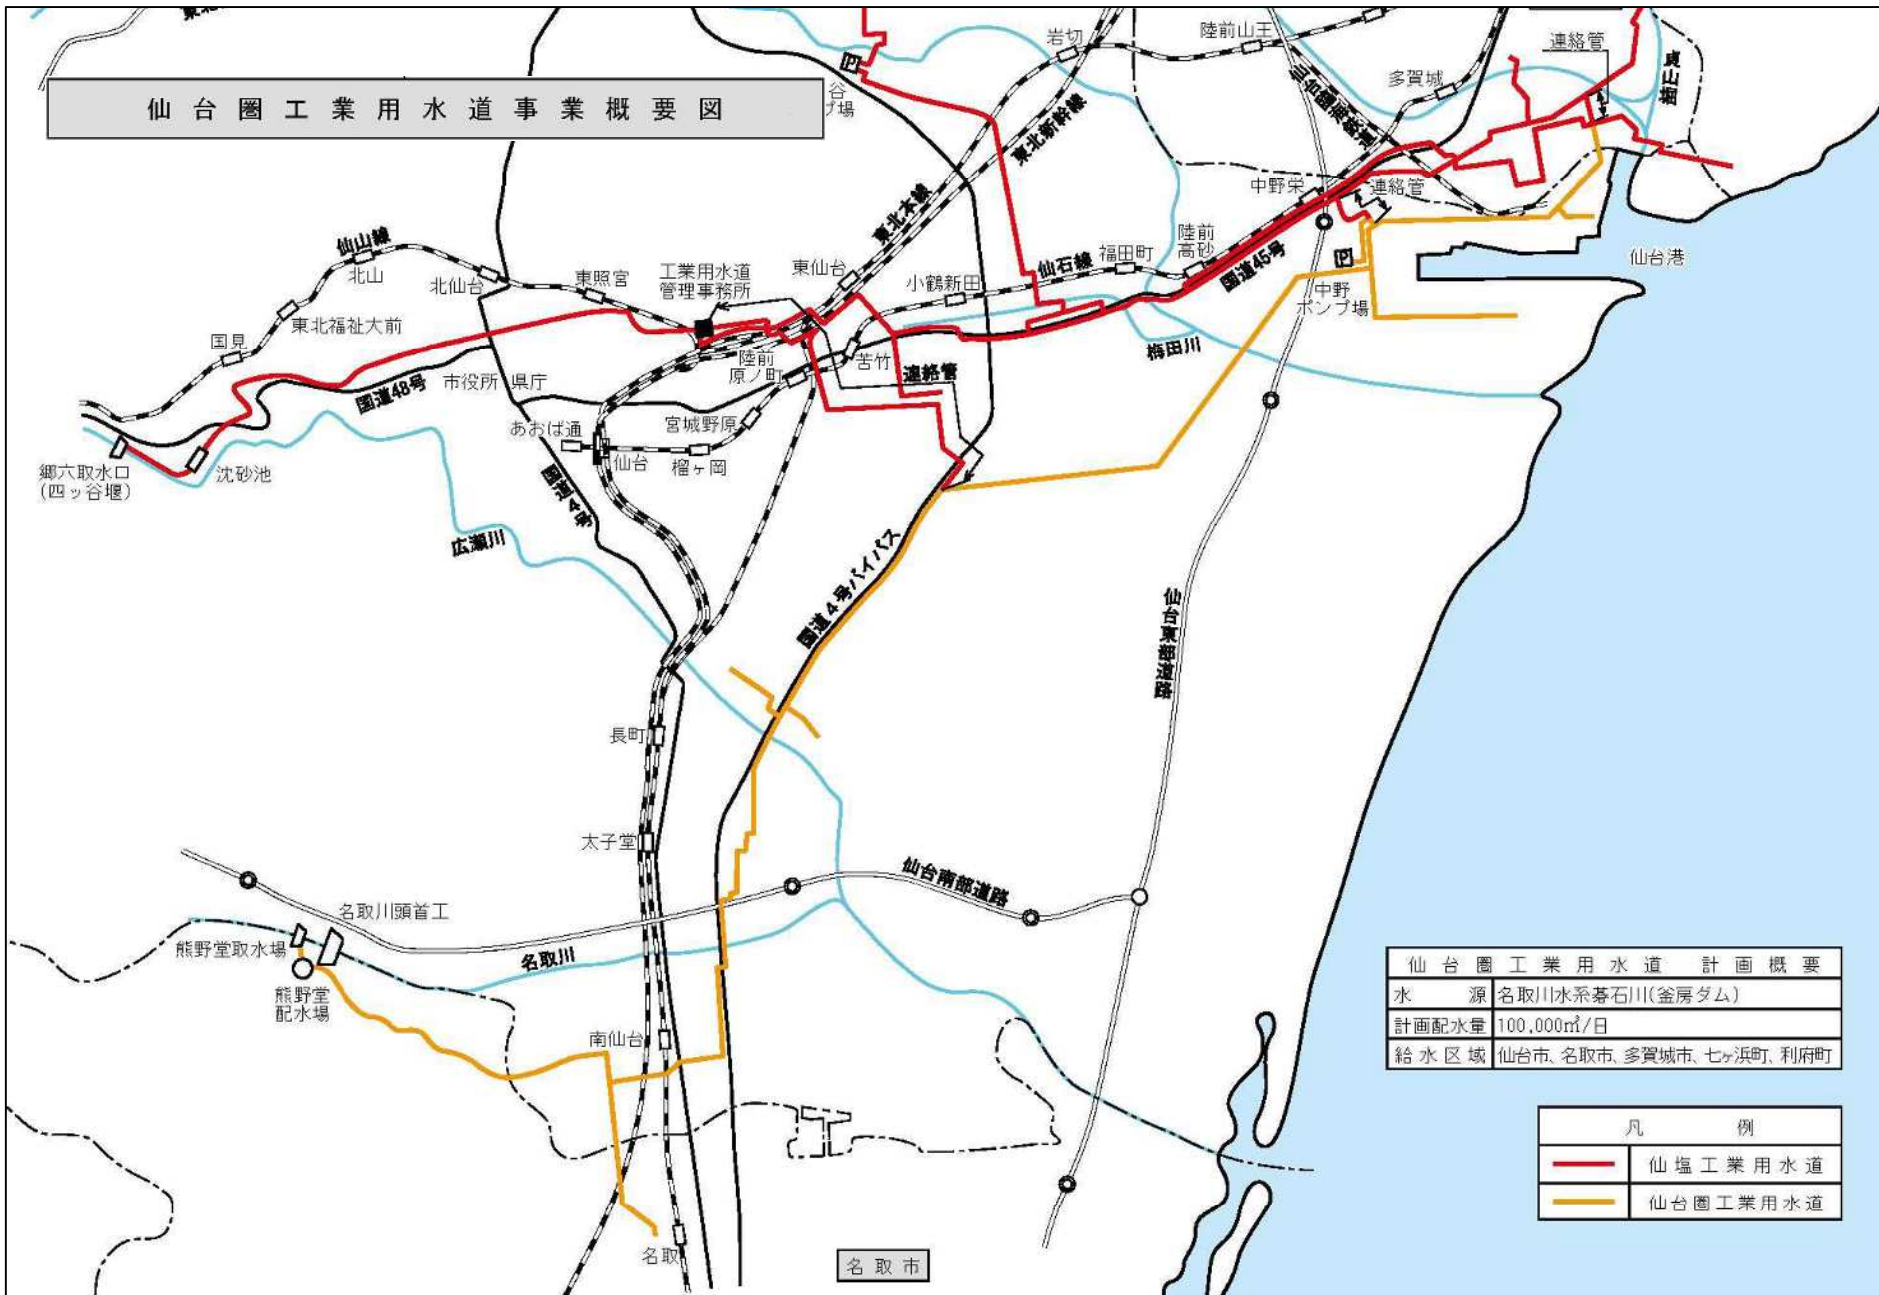 仙台圏工業用水道事業概要図
谷
プ場
P
岩切
陸前山王
連絡管
多賀城
貞山堀
仙台臨海鉄道
東北新幹線
東北本線
仙山線
北山
北仙台
東照宮
工業用水道
管理事務所
東仙台
小鶴新田
仙石線
福田町
陸前
高砂
中野栄
連絡管
国道45号
P
中野
ポンプ場
仙台港
東北福祉大前
国見
国道48号
市役所
県庁
陸前
原ノ町
苦竹
連絡管
梅田川
宮城野原
あおば通
仙台
榴ヶ岡
郷六取水口
(四ッ谷堰)
沈砂池
国道4号
広瀬川
国道4号バイパス
仙台東部道路
長町
太子堂
仙台南部道路
名取川頭首工
熊野堂取水場
名取川
熊野堂
配水場
南仙台
名取
名取市
仙台圏工業用水道 計画概要
水源 名取川水系碁石川(釜房ダム)
計画配水量 100,000㎥/日
給水区域 仙台市、名取市、多賀城市、七ヶ浜町、利府町
凡例
仙塩工業用水道
仙台圏工業用水道